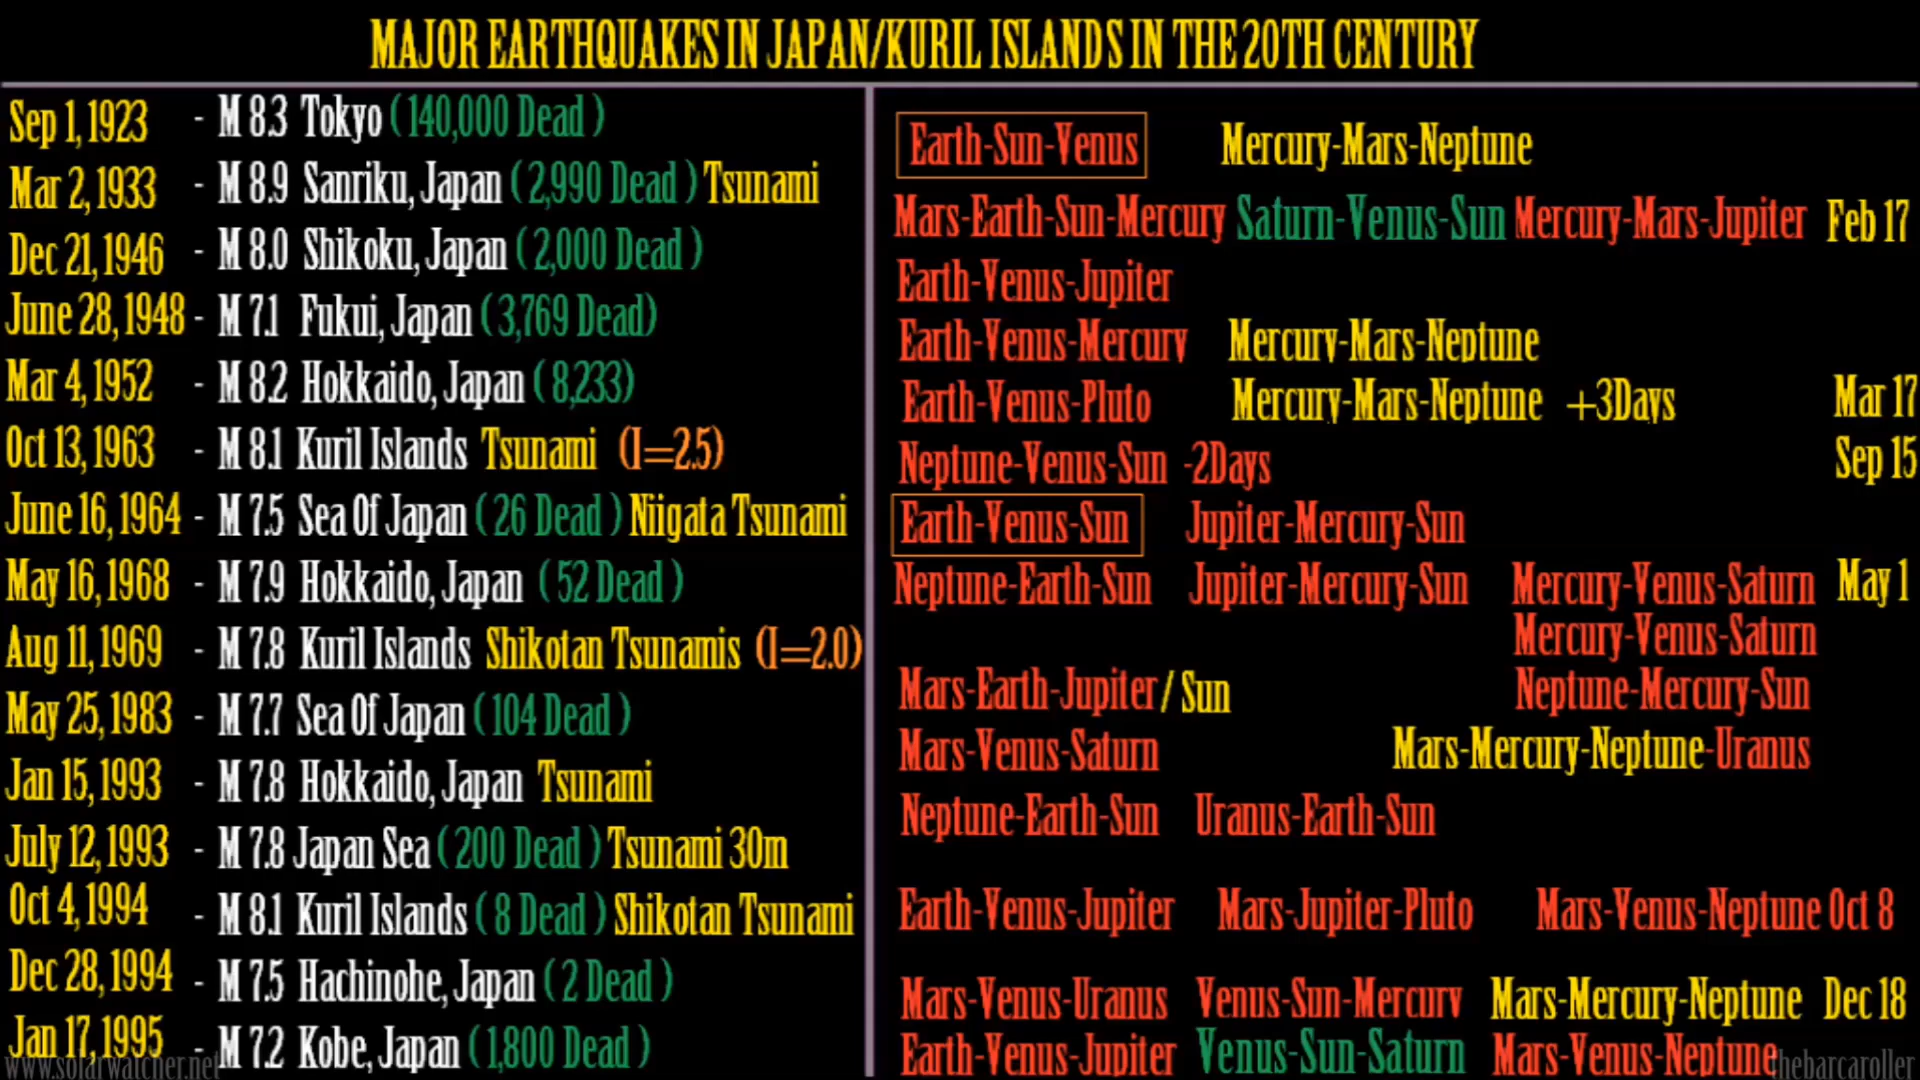 MAJOR EARTHQUAKES IN JAPAN/KURIL ISLANDS IN THE 20TH CENTURY
Sep 1, 1923 - M 8.3 Tokyo ( 140,000 Dead )
Mar 2, 1933 - M 8.9 Sanriku, Japan ( 2,990 Dead ) Tsunami
Dec 21, 1946 - M 8.0 Shikoku, Japan ( 2,000 Dead )
June 28, 1948 - M 7.1 Fukui, Japan ( 3,769 Dead)
Mar 4, 1952 - M 8.2 Hokkaido, Japan ( 8,233)
Oct 13, 1963 - M 8.1 Kuril Islands Tsunami (I=2.5)
June 16, 1964 - M 7.5 Sea Of Japan ( 26 Dead ) Niigata Tsunami
May 16, 1968 - M 7.9 Hokkaido, Japan ( 52 Dead )
Aug 11, 1969 - M 7.8 Kuril Islands Shikotan Tsunamis (I=2.0)
May 25, 1983 - M 7.7 Sea Of Japan ( 104 Dead )
Jan 15, 1993 - M 7.8 Hokkaido, Japan Tsunami
July 12, 1993 - M 7.8 Japan Sea ( 200 Dead ) Tsunami 30m
Oct 4, 1994 - M 8.1 Kuril Islands ( 8 Dead ) Shikotan Tsunami
Dec 28, 1994 - M 7.5 Hachinohe, Japan ( 2 Dead )
Jan 17, 1995 - M 7.2 Kobe, Japan ( 1,800 Dead )
www.solarwatcher.net
Earth-Sun-Venus Mercury-Mars-Neptune
Mars-Earth-Sun-Mercury Saturn-Venus-Sun Mercury-Mars-Jupiter Feb 17
Earth-Venus-Jupiter
Earth-Venus-Mercury Mercury-Mars-Neptune
Earth-Venus-Pluto Mercury-Mars-Neptune +3Days Mar 17
Neptune-Venus-Sun -2Days Sep 15
Earth-Venus-Sun Jupiter-Mercury-Sun
Neptune-Earth-Sun Jupiter-Mercury-Sun Mercury-Venus-Saturn May 1
Mercury-Venus-Saturn
Mars-Earth-Jupiter / Sun Neptune-Mercury-Sun
Mars-Venus-Saturn Mars-Mercury-Neptune-Uranus
Neptune-Earth-Sun Uranus-Earth-Sun
Earth-Venus-Jupiter Mars-Jupiter-Pluto Mars-Venus-Neptune Oct 8
Mars-Venus-Uranus Venus-Sun-Mercury Mars-Mercury-Neptune Dec 18
Earth-Venus-Jupiter Venus-Sun-Saturn Mars-Venus-Neptune
thebarcaroller